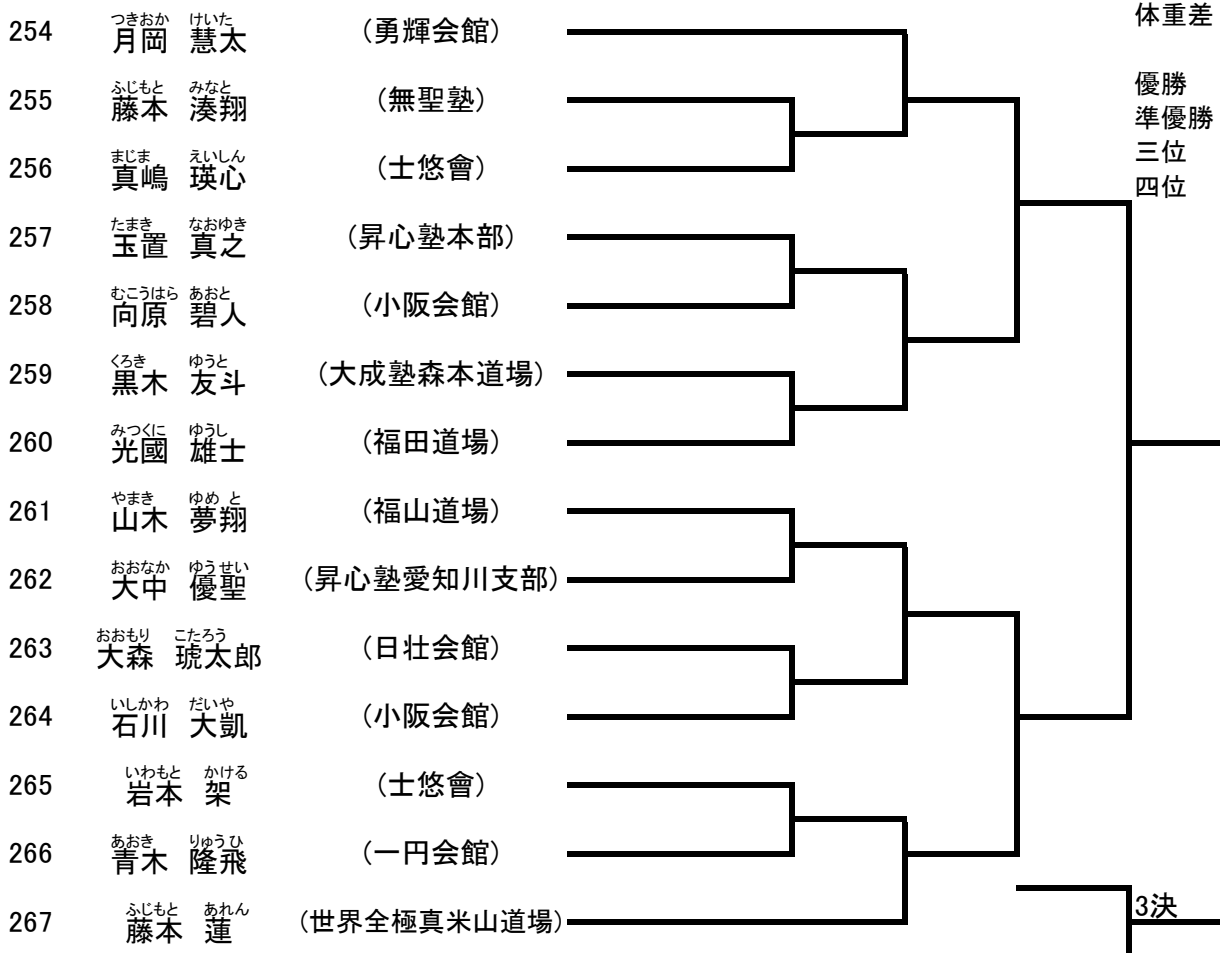 体重差
つきおか けいた
254 月岡 慧太 (勇輝会館)
優勝
ふじもと みなと
255 藤本 湊翔 (無聖塾)
準優勝
三位
まじま えいしん
256 真嶋 瑛心 (士悠會)
四位
たまき なおゆき
257 玉置 真之 (昇心塾本部)
むこうはら あおと
258 向原 碧人 (小阪会館)
くろき ゆうと
259 黒木 友斗 (大成塾森本道場)
みつくに ゆうし
260 光國 雄士 (福田道場)
やまき ゆめ と
261 山木 夢翔 (福山道場)
おおなか ゆうせい
262 大中 優聖 (昇心塾愛知川支部)
おおもり こたろう
263 大森 琥太郎 (日壮会館)
いしかわ だいや
264 石川 大凱 (小阪会館)
いわもと かける
265 岩本 架 (士悠會)
あおき りゅうひ
266 青木 隆飛 (一円会館)
ふじもと あれん
267 藤本 蓮 (世界全極真米山道場)
3決